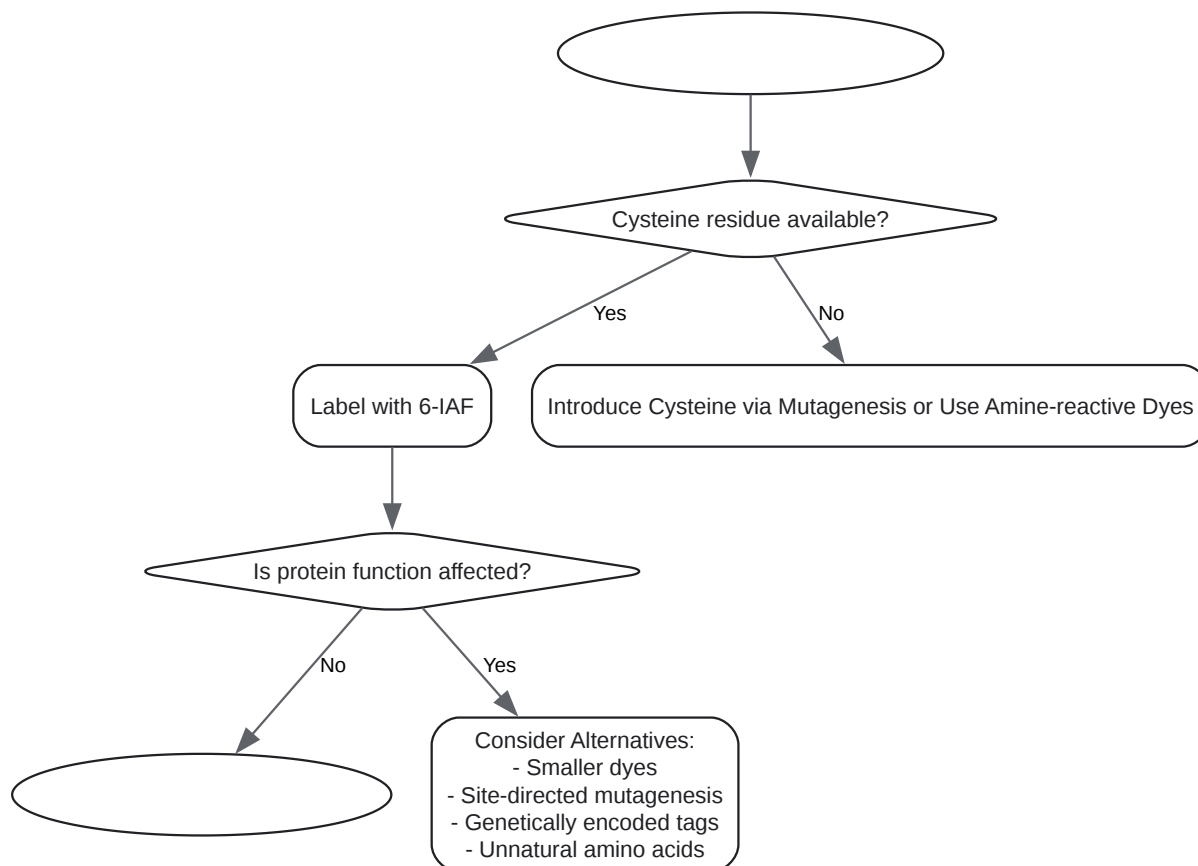 Cysteine residue available?
Yes
No
Label with 6-IAF
Introduce Cysteine via Mutagenesis or Use Amine-reactive Dyes
Is protein function affected?
No
Yes
Consider Alternatives:
- Smaller dyes
- Site-directed mutagenesis
- Genetically encoded tags
- Unnatural amino acids